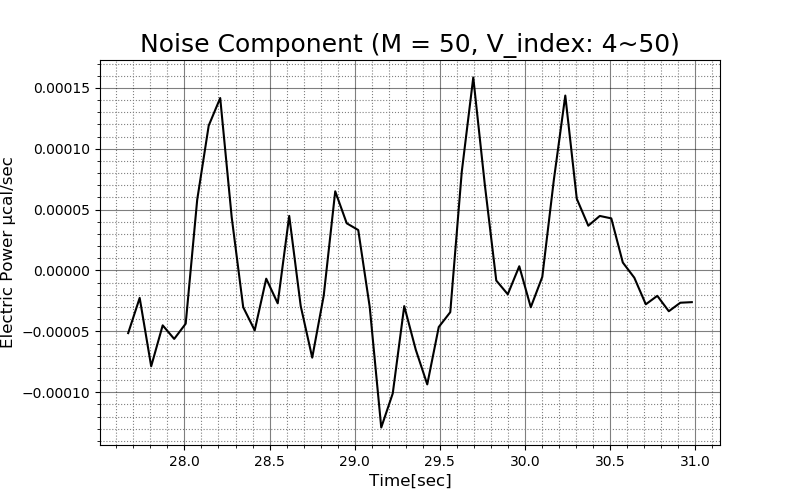 Noise Component (M = 50, V_index: 4~50)
Electric Power μcal/sec
0.00015
0.00010
0.00005
0.00000
−0.00005
−0.00010
28.0 28.5 29.0 29.5 30.0 30.5 31.0
Time[sec]